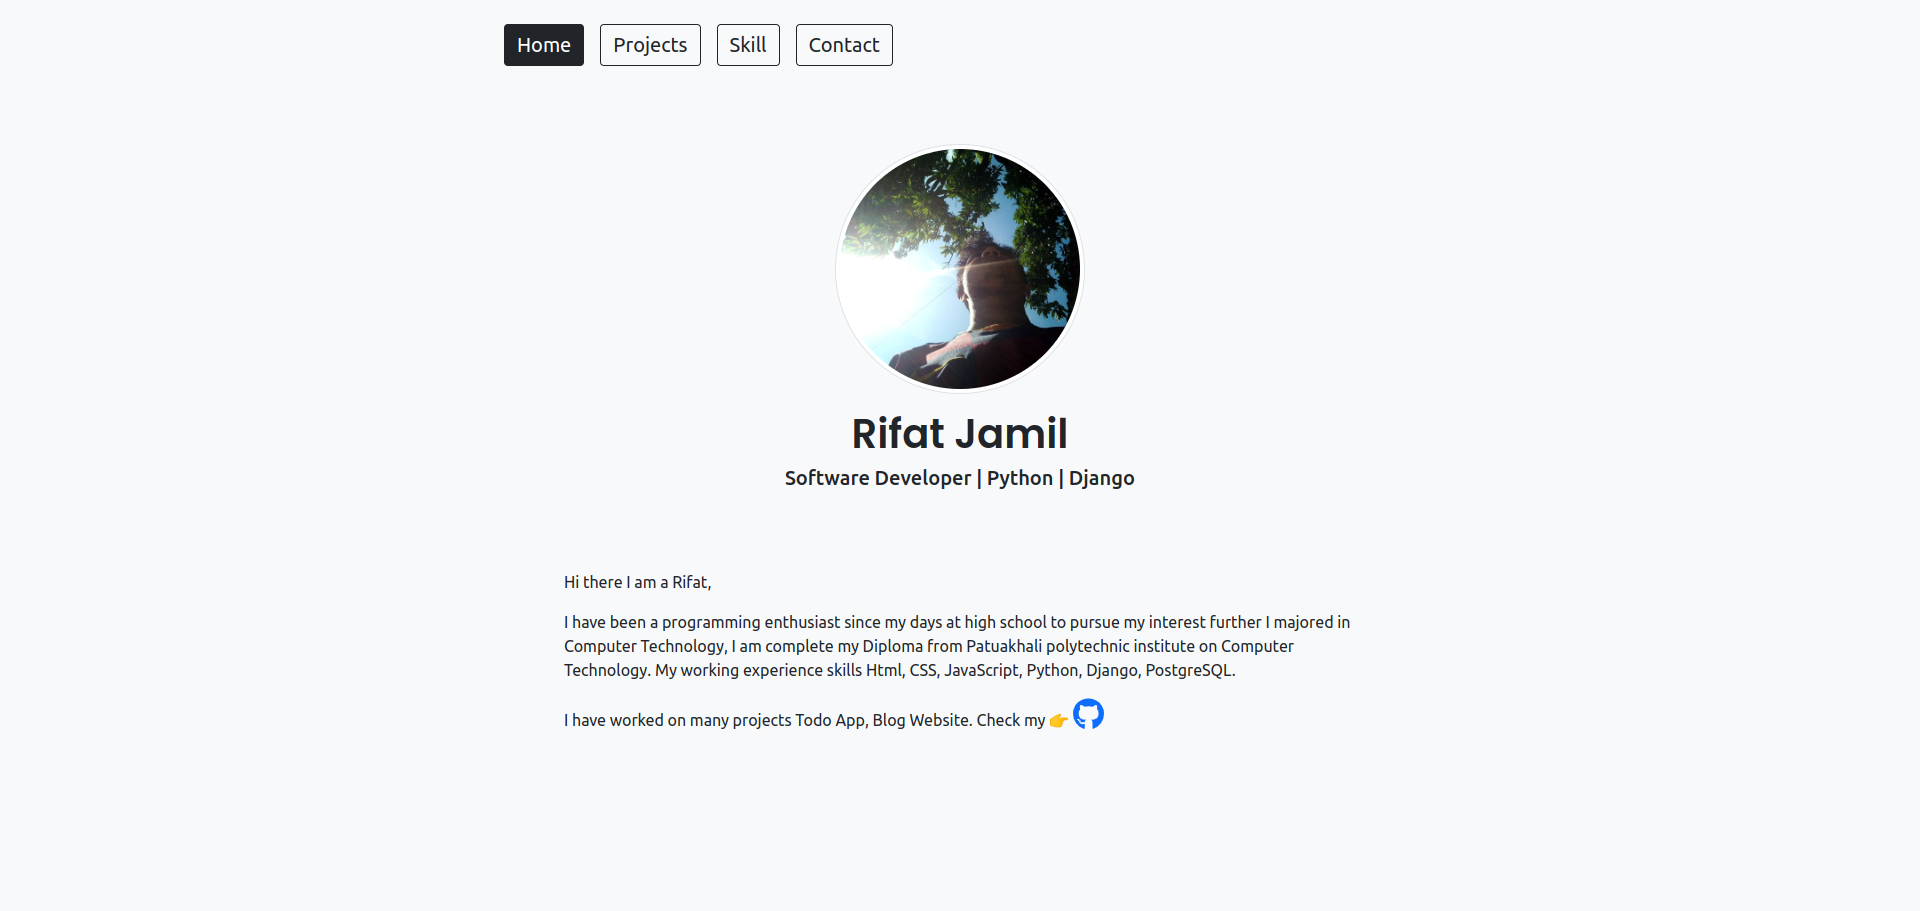 Home Projects Skill Contact
Rifat Jamil
Software Developer | Python | Django
Hi there I am a Rifat,
I have been a programming enthusiast since my days at high school to pursue my interest further I majored in
Computer Technology, I am complete my Diploma from Patuakhali polytechnic institute on Computer
Technology. My working experience skills Html, CSS, JavaScript, Python, Django, PostgreSQL.
I have worked on many projects Todo App, Blog Website. Check my 👉